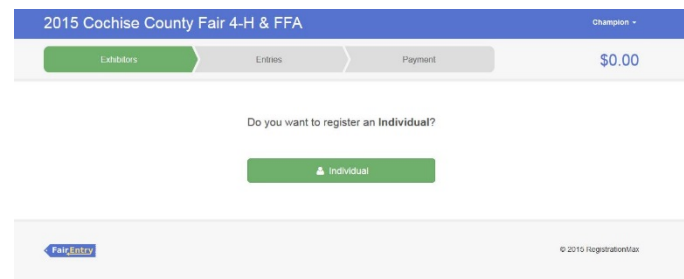 2015 Cochise County Fair 4-H & FFA
Champion
Exhibitors
Entries
Payment
$0.00
Do you want to register an Individual?
Individual
FairEntry
© 2015 RegistrationMax